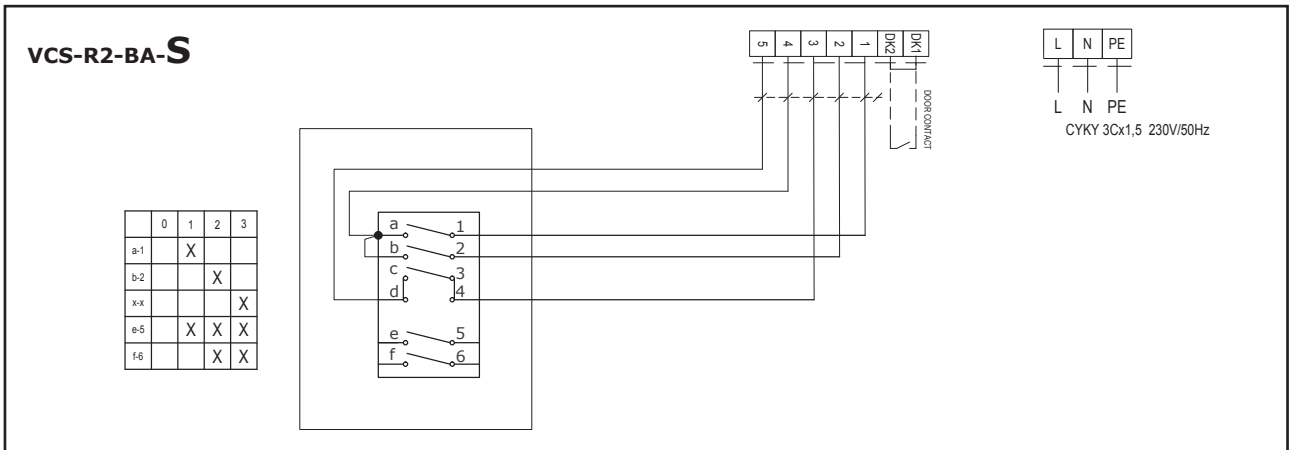 VCS-R2-BA-S
5 4 3 2 1 DK2 DK1
DOOR CONTACT
L N PE
L N PE
CYKY 3Cx1,5 230V/50Hz
0 1 2 3
a-1 X
b-2 X
x-x X
e-5 X X X
f-6 X X
a 1
b 2
c 3
d 4
e 5
f 6